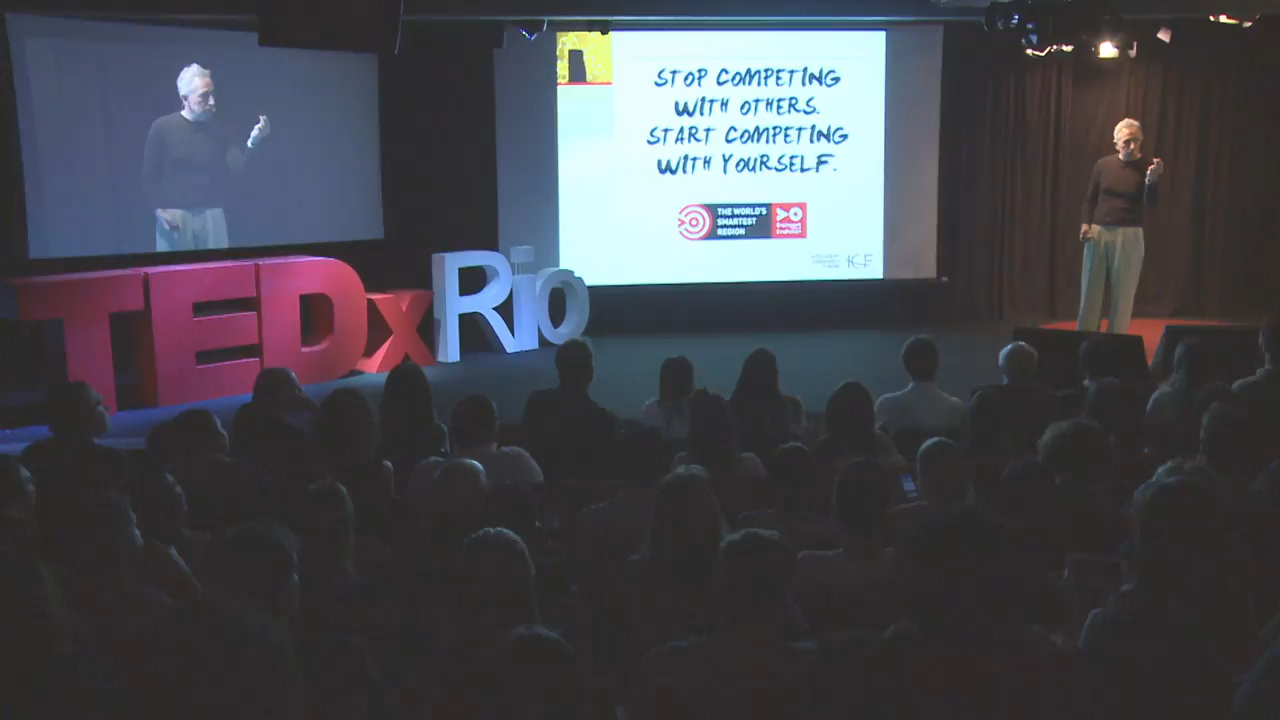 STOP COMPETING
WITH OTHERS.
START COMPETING
WITH YOURSELF.
THE WORLD'S
SMARTEST
REGION
ICF
TEDxRio